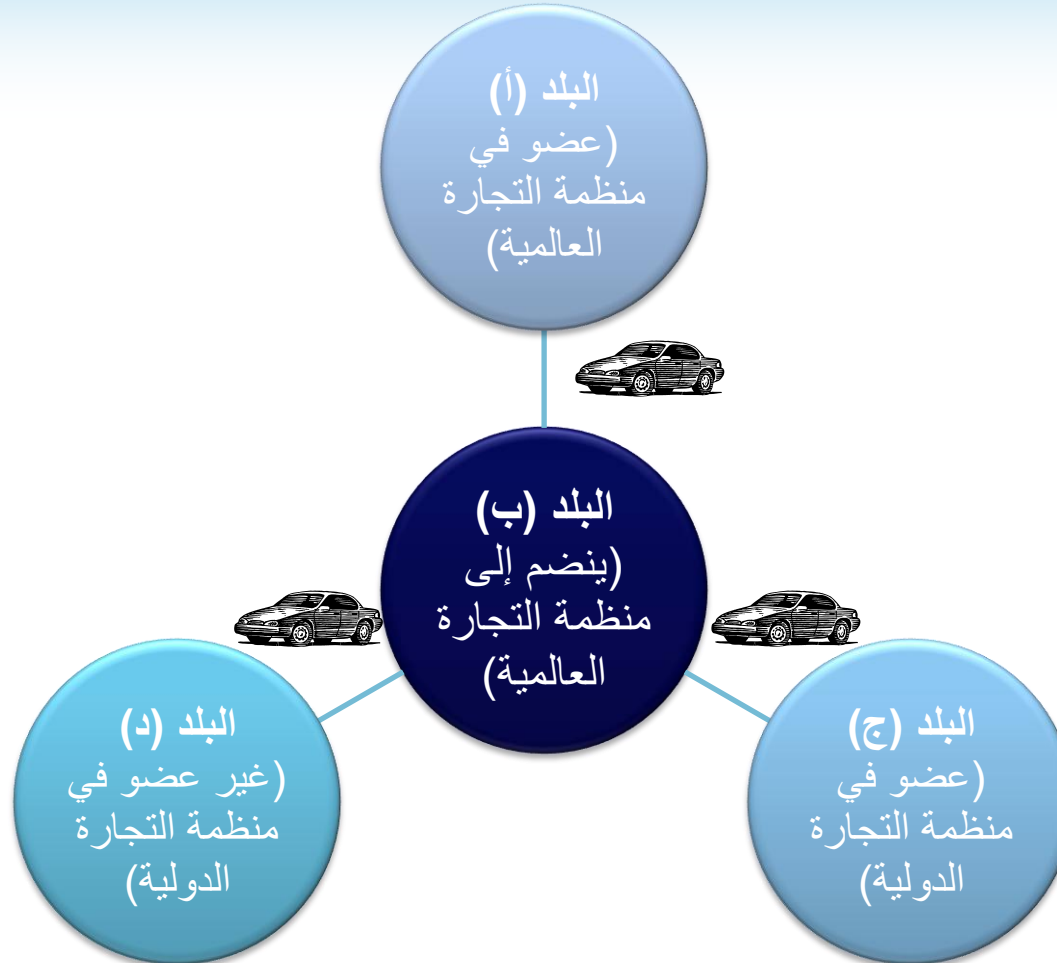 البلد (أ)
(عضو في
منظمة التجارة
العالمية)
البلد (ب)
(ينضم إلى
منظمة التجارة
العالمية)
البلد (ج)
(عضو في
منظمة التجارة
الدولية)
البلد (د)
(غير عضو في
منظمة التجارة
الدولية)